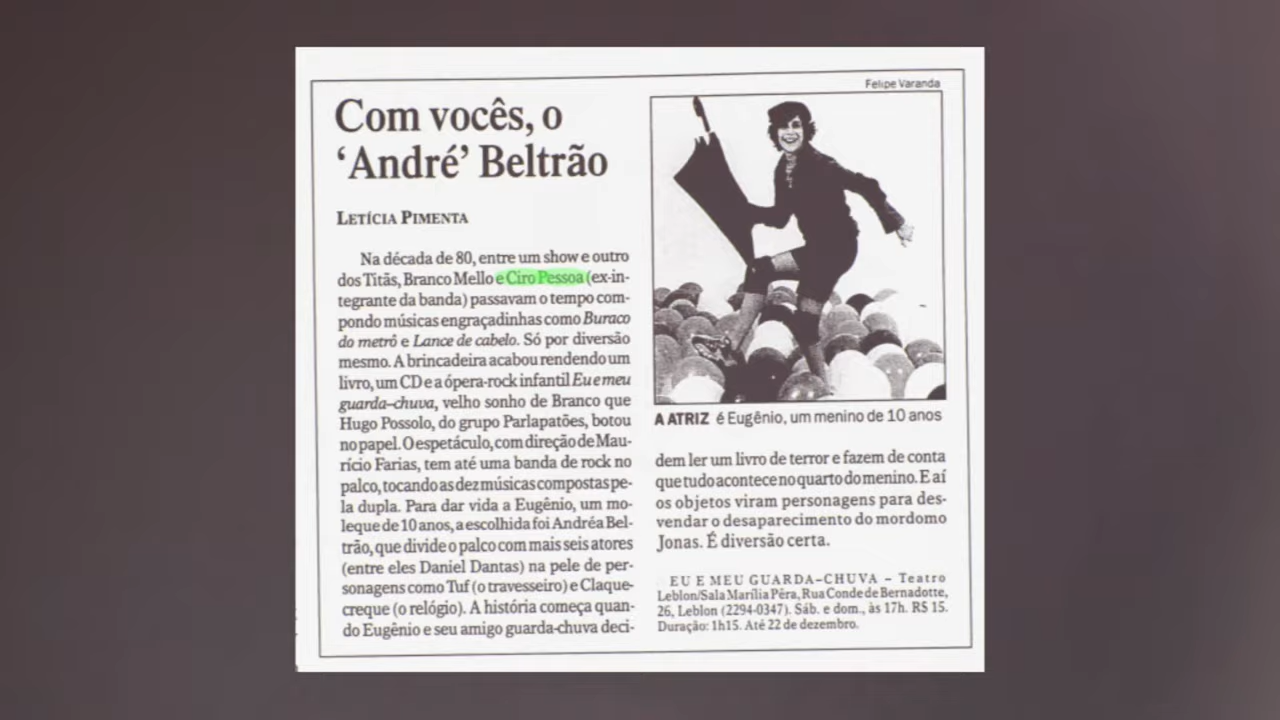 Com vocês, o
‘André’ Beltrão
LETÍCIA PIMENTA
Na década de 80, entre um show e outro
dos Titãs, Branco Mello e Ciro Pessoa (ex-in-
tegrante da banda) passavam o tempo com-
pondo músicas engraçadinhas como Buraco
do metrô e Lance de cabelo. Só por diversão
mesmo. A brincadeira acabou rendendo um
livro, um CD e a ópera-rock infantil Eu e meu
guarda-chuva, velho sonho de Branco que
Hugo Possolo, do grupo Parlapatões, botou
no papel. O espetáculo, com direção de Mau-
rício Farias, tem até uma banda de rock no
palco, tocando as dez músicas compostas pe-
la dupla. Para dar vida a Eugênio, um mo-
leque de 10 anos, a escolhida foi Andréa Bel-
trão, que divide o palco com mais seis atores
(entre eles Daniel Dantas) na pele de per-
sonagens como Tuf (o travesseiro) e Claque-
creque (o relógio). A história começa quan-
do Eugênio e seu amigo guarda-chuva deci-
Felipe Varanda
A ATRIZ é Eugênio, um menino de 10 anos
dem ler um livro de terror e fazem de conta
que tudo acontece no quarto do menino. E aí
os objetos viram personagens para des-
vendar o desaparecimento do mordomo
Jonas. É diversão certa.
EU E MEU GUARDA-CHUVA – Teatro
Leblon/Sala Marília Pêra, Rua Conde de Bernadotte,
26, Leblon (2294-0347). Sáb. e dom., às 17h. R$ 15.
Duração: 1h15. Até 22 de dezembro.